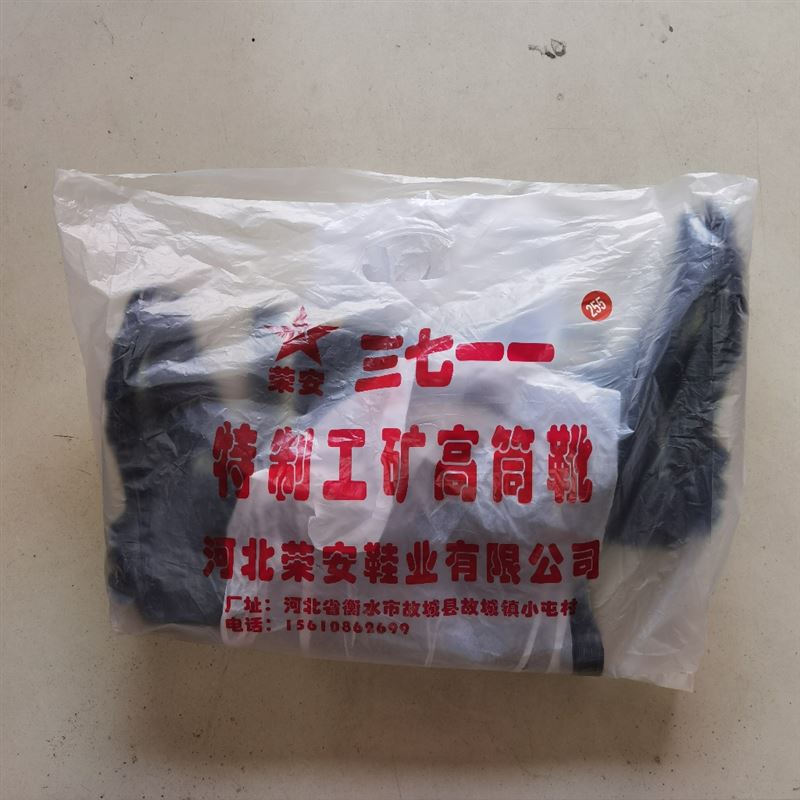 255
三七一一
荣安
特制工矿高筒靴
河北荣安鞋业有限公司
厂址：河北省衡水市故城县故城镇小屯村
电话：15610862699